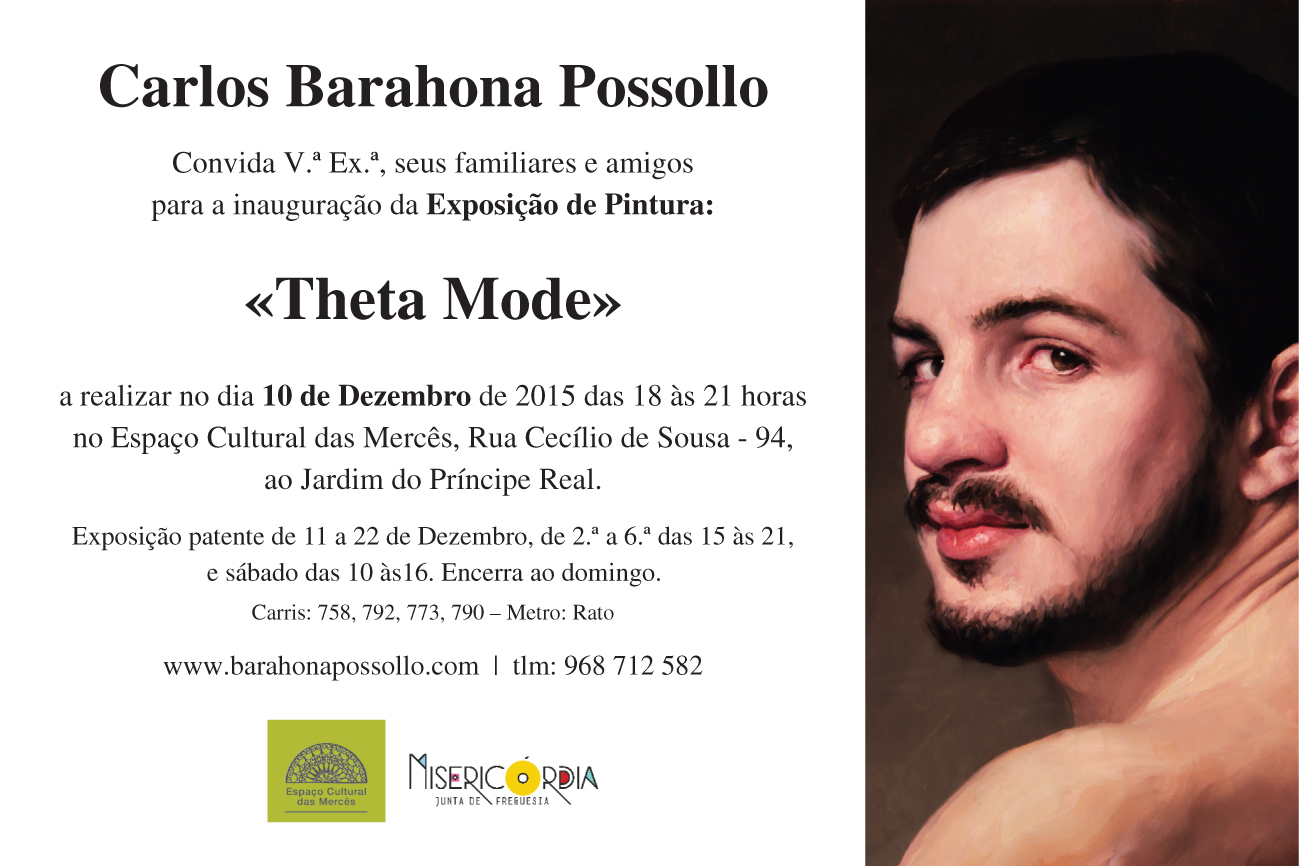 Carlos Barahona Possollo
Convida V.ª Ex.ª, seus familiares e amigos
para a inauguração da Exposição de Pintura:
«Theta Mode»
a realizar no dia 10 de Dezembro de 2015 das 18 às 21 horas
no Espaço Cultural das Mercês, Rua Cecílio de Sousa - 94,
ao Jardim do Príncipe Real.
Exposição patente de 11 a 22 de Dezembro, de 2.ª a 6.ª das 15 às 21,
e sábado das 10 às16. Encerra ao domingo.
Carris: 758, 792, 773, 790 – Metro: Rato
www.barahonapossollo.com | tlm: 968 712 582
Espaço Cultural
das Mercês
MISERICÓRDIA
JUNTA DE FREGUESIA